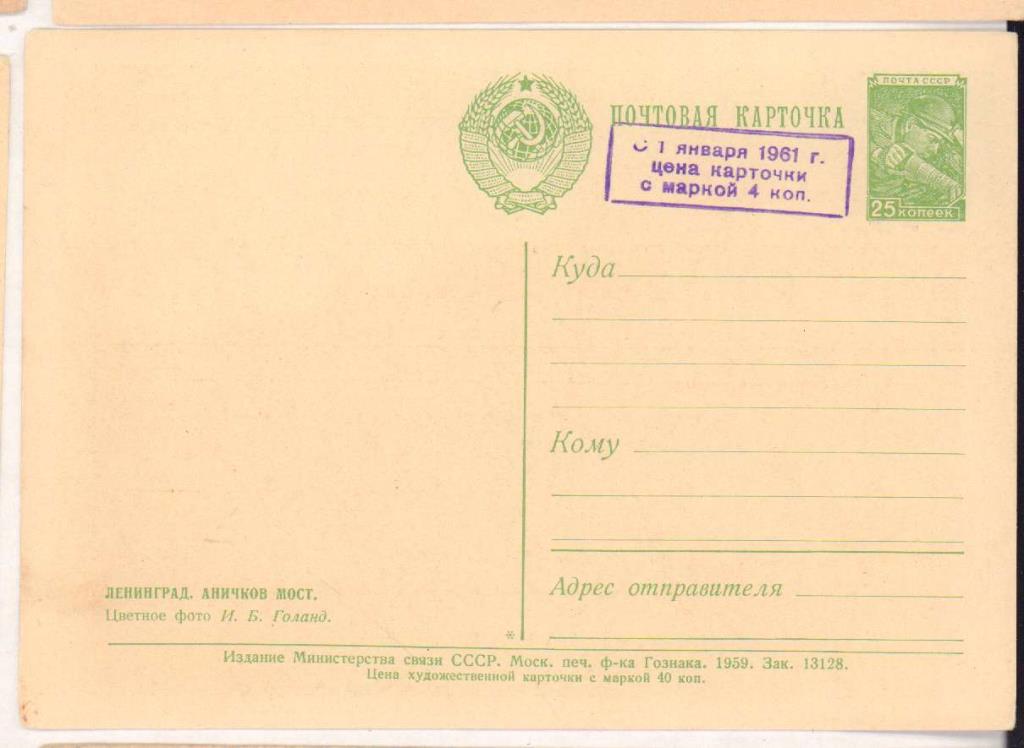 ПОЧТОВАЯ КАРТОЧКА
ПОЧТА СССР
С 1 января 1961 г.
цена карточки
с маркой 4 коп.
25 копеек
Куда
Кому
Адрес отправителя
ЛЕНИНГРАД. АНИЧКОВ МОСТ.
Цветное фото И. Б. Голанд.
*
Издание Министерства связи СССР. Моск. печ. ф-ка Гознака. 1959. Зак. 13128.
Цена художественной карточки с маркой 40 коп.